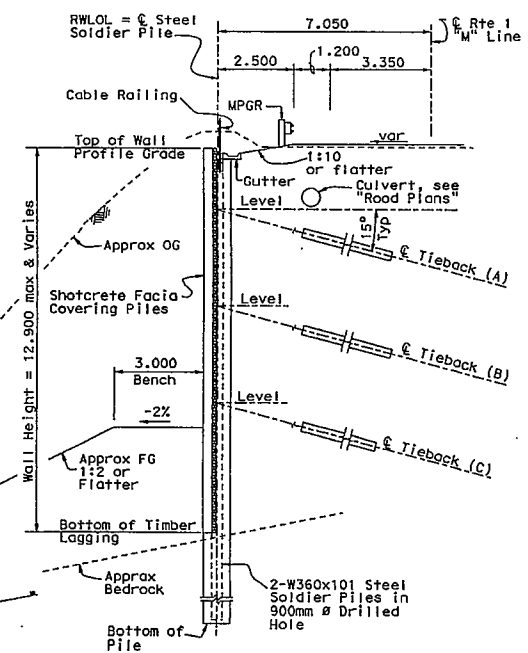 RWLOL = ℄ Steel
Soldier Pile
7.050
℄ Rte 1
"M" Line
1.200
2.500
3.350
Cable Railing
MPGR
var
Top of Wall
Profile Grade
1:10
or flatter
Gutter
Culvert, see
"Rood Plans"
Level
15°
Typ
Approx OG
℄ Tieback (A)
Shotcrete Facia
Covering Piles
Level
Wall Height = 12.900 max & Varies
℄ Tieback (B)
3.000
Bench
Level
-2%
℄ Tieback (C)
Approx FG
1:2 or
Flatter
Bottom of Timber
Lagging
Approx
Bedrock
2-W360x101 Steel
Soldier Piles in
900mm Ø Drilled
Hole
Bottom of
Pile